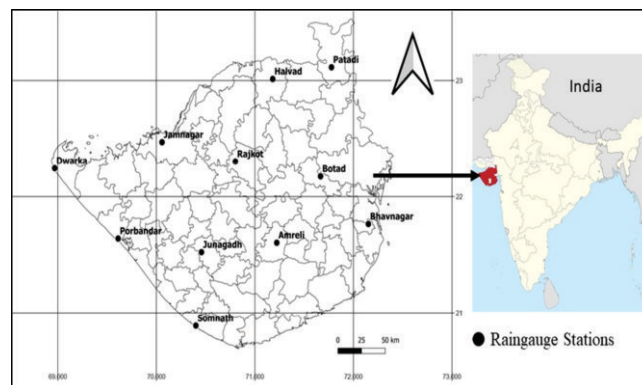 Patadi
Halvad
23
India
Jamnagar
Rajkot
Dwarka
Botad
22
Bhavnagar
Porbandar
Amreli
Junagadh
21
Somnath
0 25 50 km
Raingauge Stations
69.000 70.000 71.000 72.000 73.000